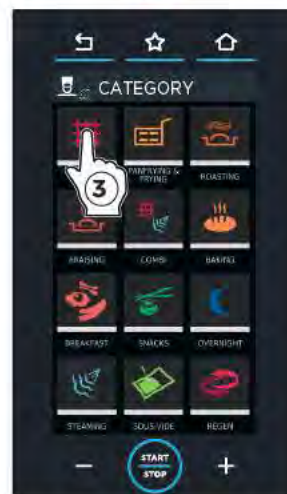 CATEGORY
3
PANFRYING & FRYING
ROASTING
BRAISING
COMBI
BAKING
BREAKFAST
SNACKS
OVERNIGHT
STEAMING
SOUS-VIDE
REGEN
−
START
STOP
+